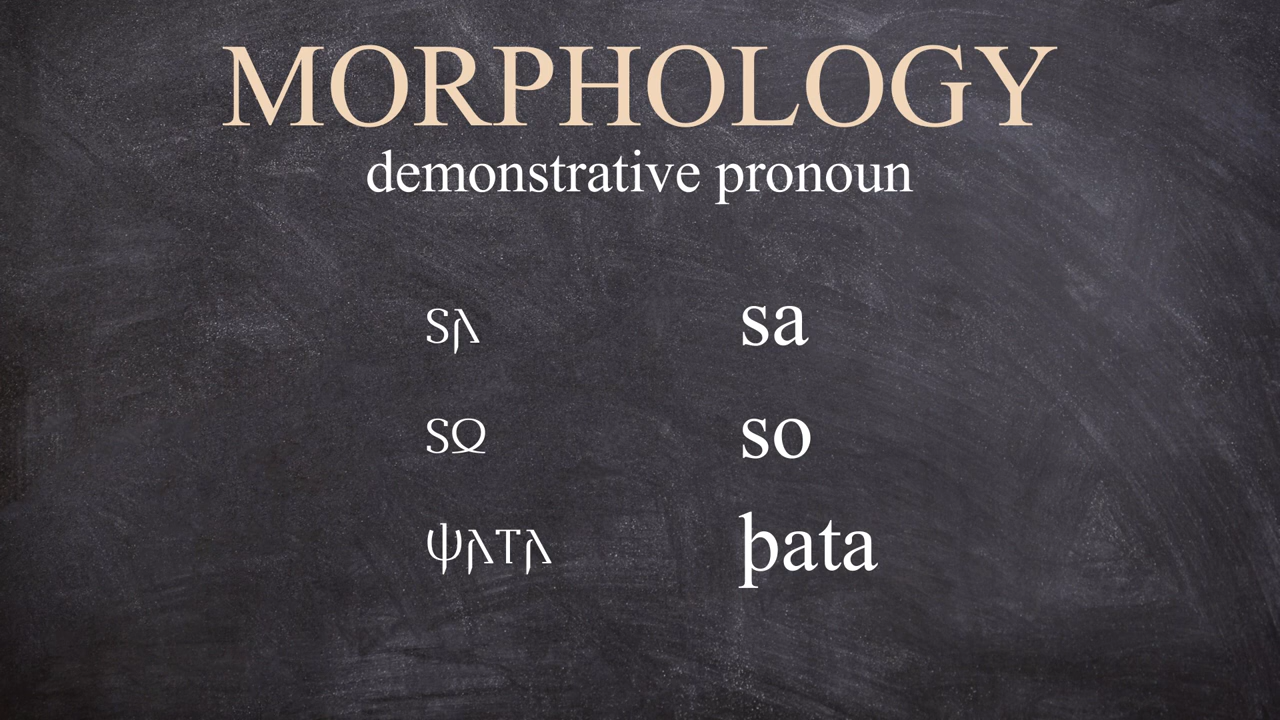 MORPHOLOGY
demonstrative pronoun
𐍃𐌰 sa
𐍃𐍉 so
𐌸𐌰𐍄𐌰 þata